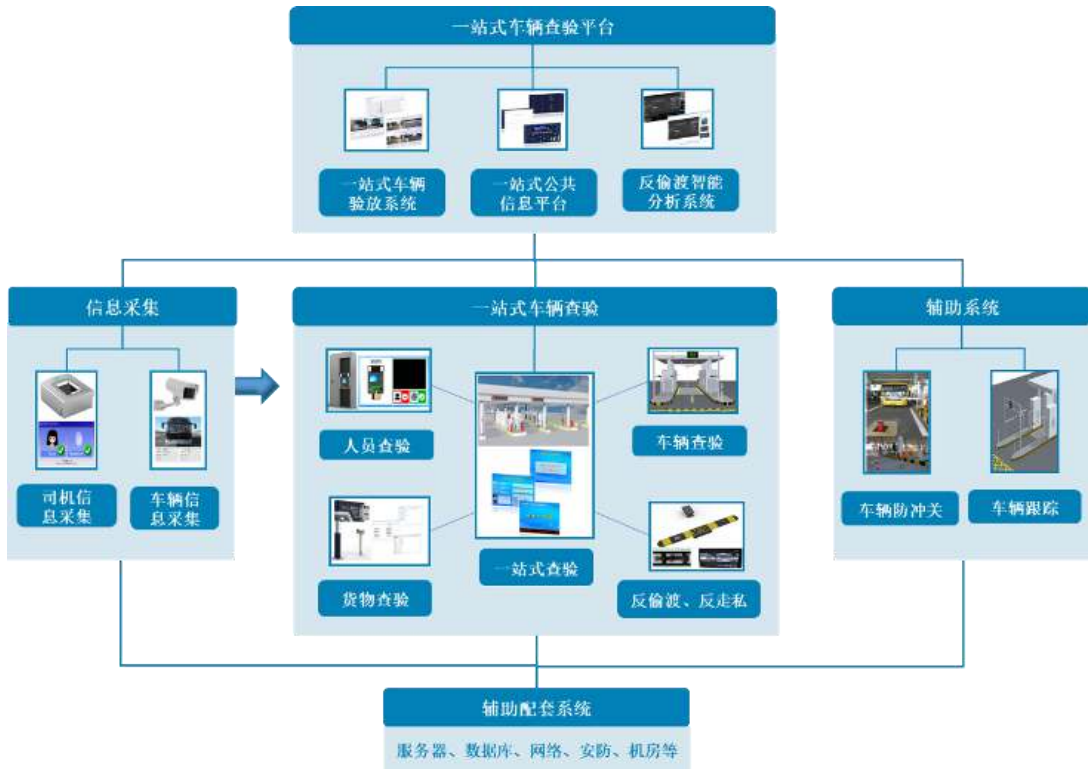 一站式车辆查验平台
一站式车辆
验放系统
一站式公共
信息平台
反偷渡智能
分析系统
信息采集
司机信
息采集
车辆信
息采集
一站式车辆查验
人员查验
车辆查验
一站式查验
货物查验
反偷渡、反走私
辅助系统
车辆防冲关
车辆跟踪
辅助配套系统
服务器、数据库、网络、安防、机房等